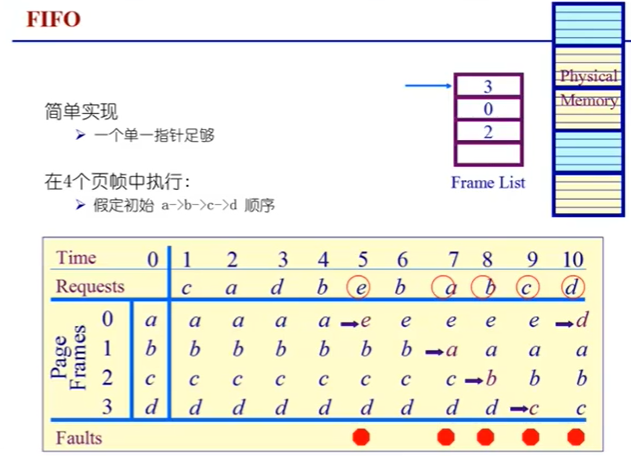 FIFO
Physical
Memory
3
0
2
Frame List
简单实现
一个单一指针足够
在4个页帧中执行：
假定初始 a->b->c->d 顺序
Time 0 1 2 3 4 5 6 7 8 9 10
Requests c a d b e b a b c d
Page Frames
0 a a a a a e e e e e d
1 b b b b b b b a a a a
2 c c c c c c c c b b b
3 d d d d d d d d d c c
Faults